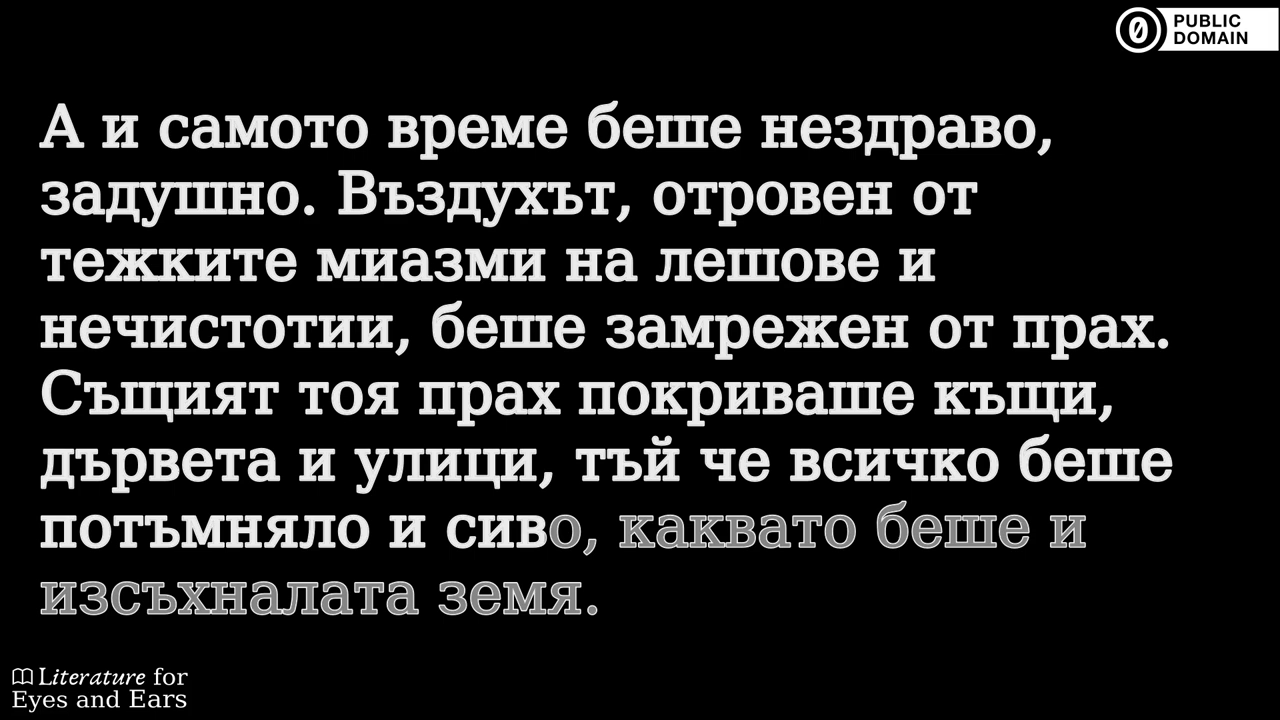 PUBLIC
DOMAIN
А и самото време беше нездраво,
задушно. Въздухът, отровен от
тежките миазми на лешове и
нечистотии, беше замрежен от прах.
Същият тоя прах покриваше къщи,
дървета и улици, тъй че всичко беше
потъмняло и сиво, каквато беше и
изсъхналата земя.
Literature for
Eyes and Ears